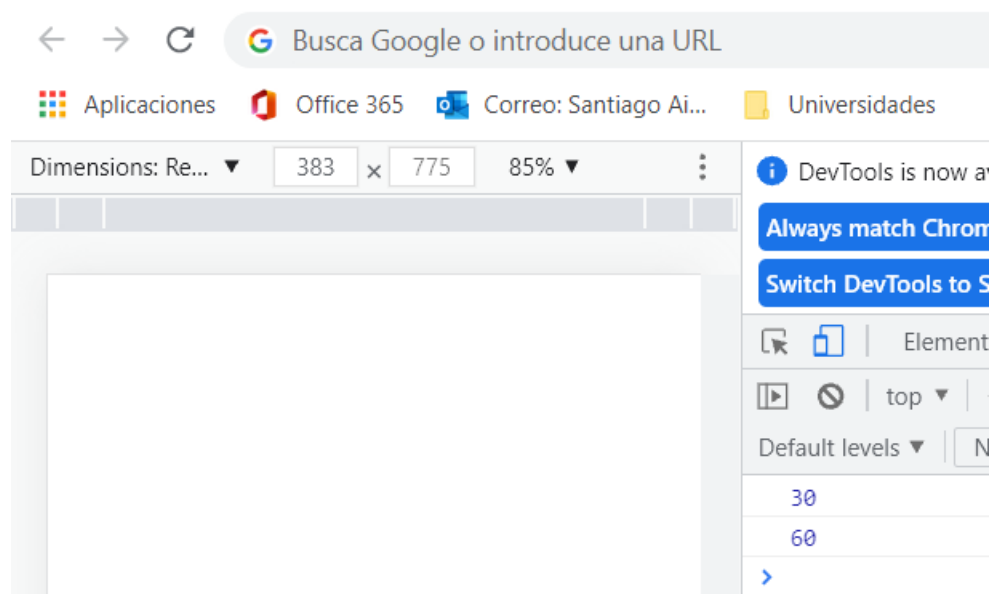 Busca Google o introduce una URL
Aplicaciones Office 365 Correo: Santiago Ai... Universidades
Dimensions: Re... ▼ 383 × 775 85% ▼
DevTools is now av
Always match Chrom
Switch DevTools to S
Element
top ▼
Default levels ▼ N
30
60